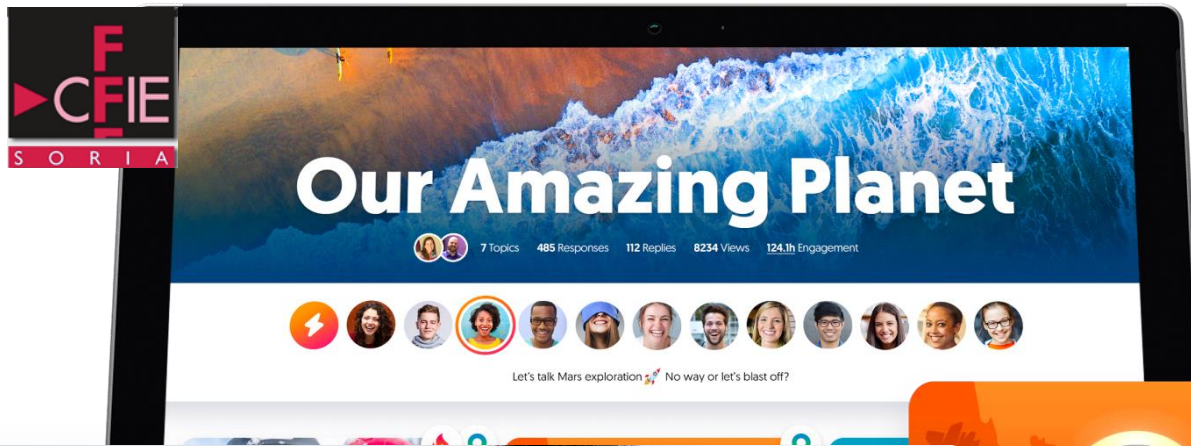 F
CFIE
F
SORIA
Our Amazing Planet
7 Topics 485 Responses 112 Replies 8234 Views 124.1h Engagement
Let's talk Mars exploration 🚀 No way or let's blast off?